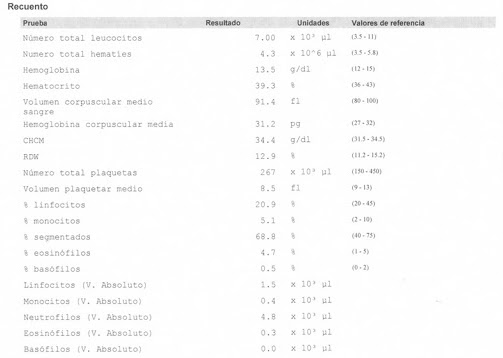 Recuento
Prueba Resultado Unidades Valores de referencia
Número total leucocitos 7.00 x 10³ µl (3.5 - 11)
Número total hematíes 4.3 x 10^6 µl (3.5 - 5.8)
Hemoglobina 13.5 g/dl (12 - 15)
Hematocrito 39.3 % (36 - 43)
Volumen corpuscular medio 91.4 fl (80 - 100)
sangre
Hemoglobina corpuscular media 31.2 pg (27 - 32)
CHCM 34.4 g/dl (31.5 - 34.5)
RDW 12.9 % (11.2 - 15.2)
Número total plaquetas 267 x 10³ µl (150 - 450)
Volumen plaquetar medio 8.5 fl (9 - 13)
% linfocitos 20.9 % (20 - 45)
% monocitos 5.1 % (2 - 10)
% segmentados 68.8 % (40 - 75)
% eosinófilos 4.7 % (1 - 5)
% basófilos 0.5 % (0 - 2)
Linfocitos (V. Absoluto) 1.5 x 10³ µl
Monocitos (V. Absoluto) 0.4 x 10³ µl
Neutrofilos (V. Absoluto) 4.8 x 10³ µl
Eosinófilos (V. Absoluto) 0.3 x 10³ µl
Basófilos (V. Absoluto) 0.0 x 10³ µl